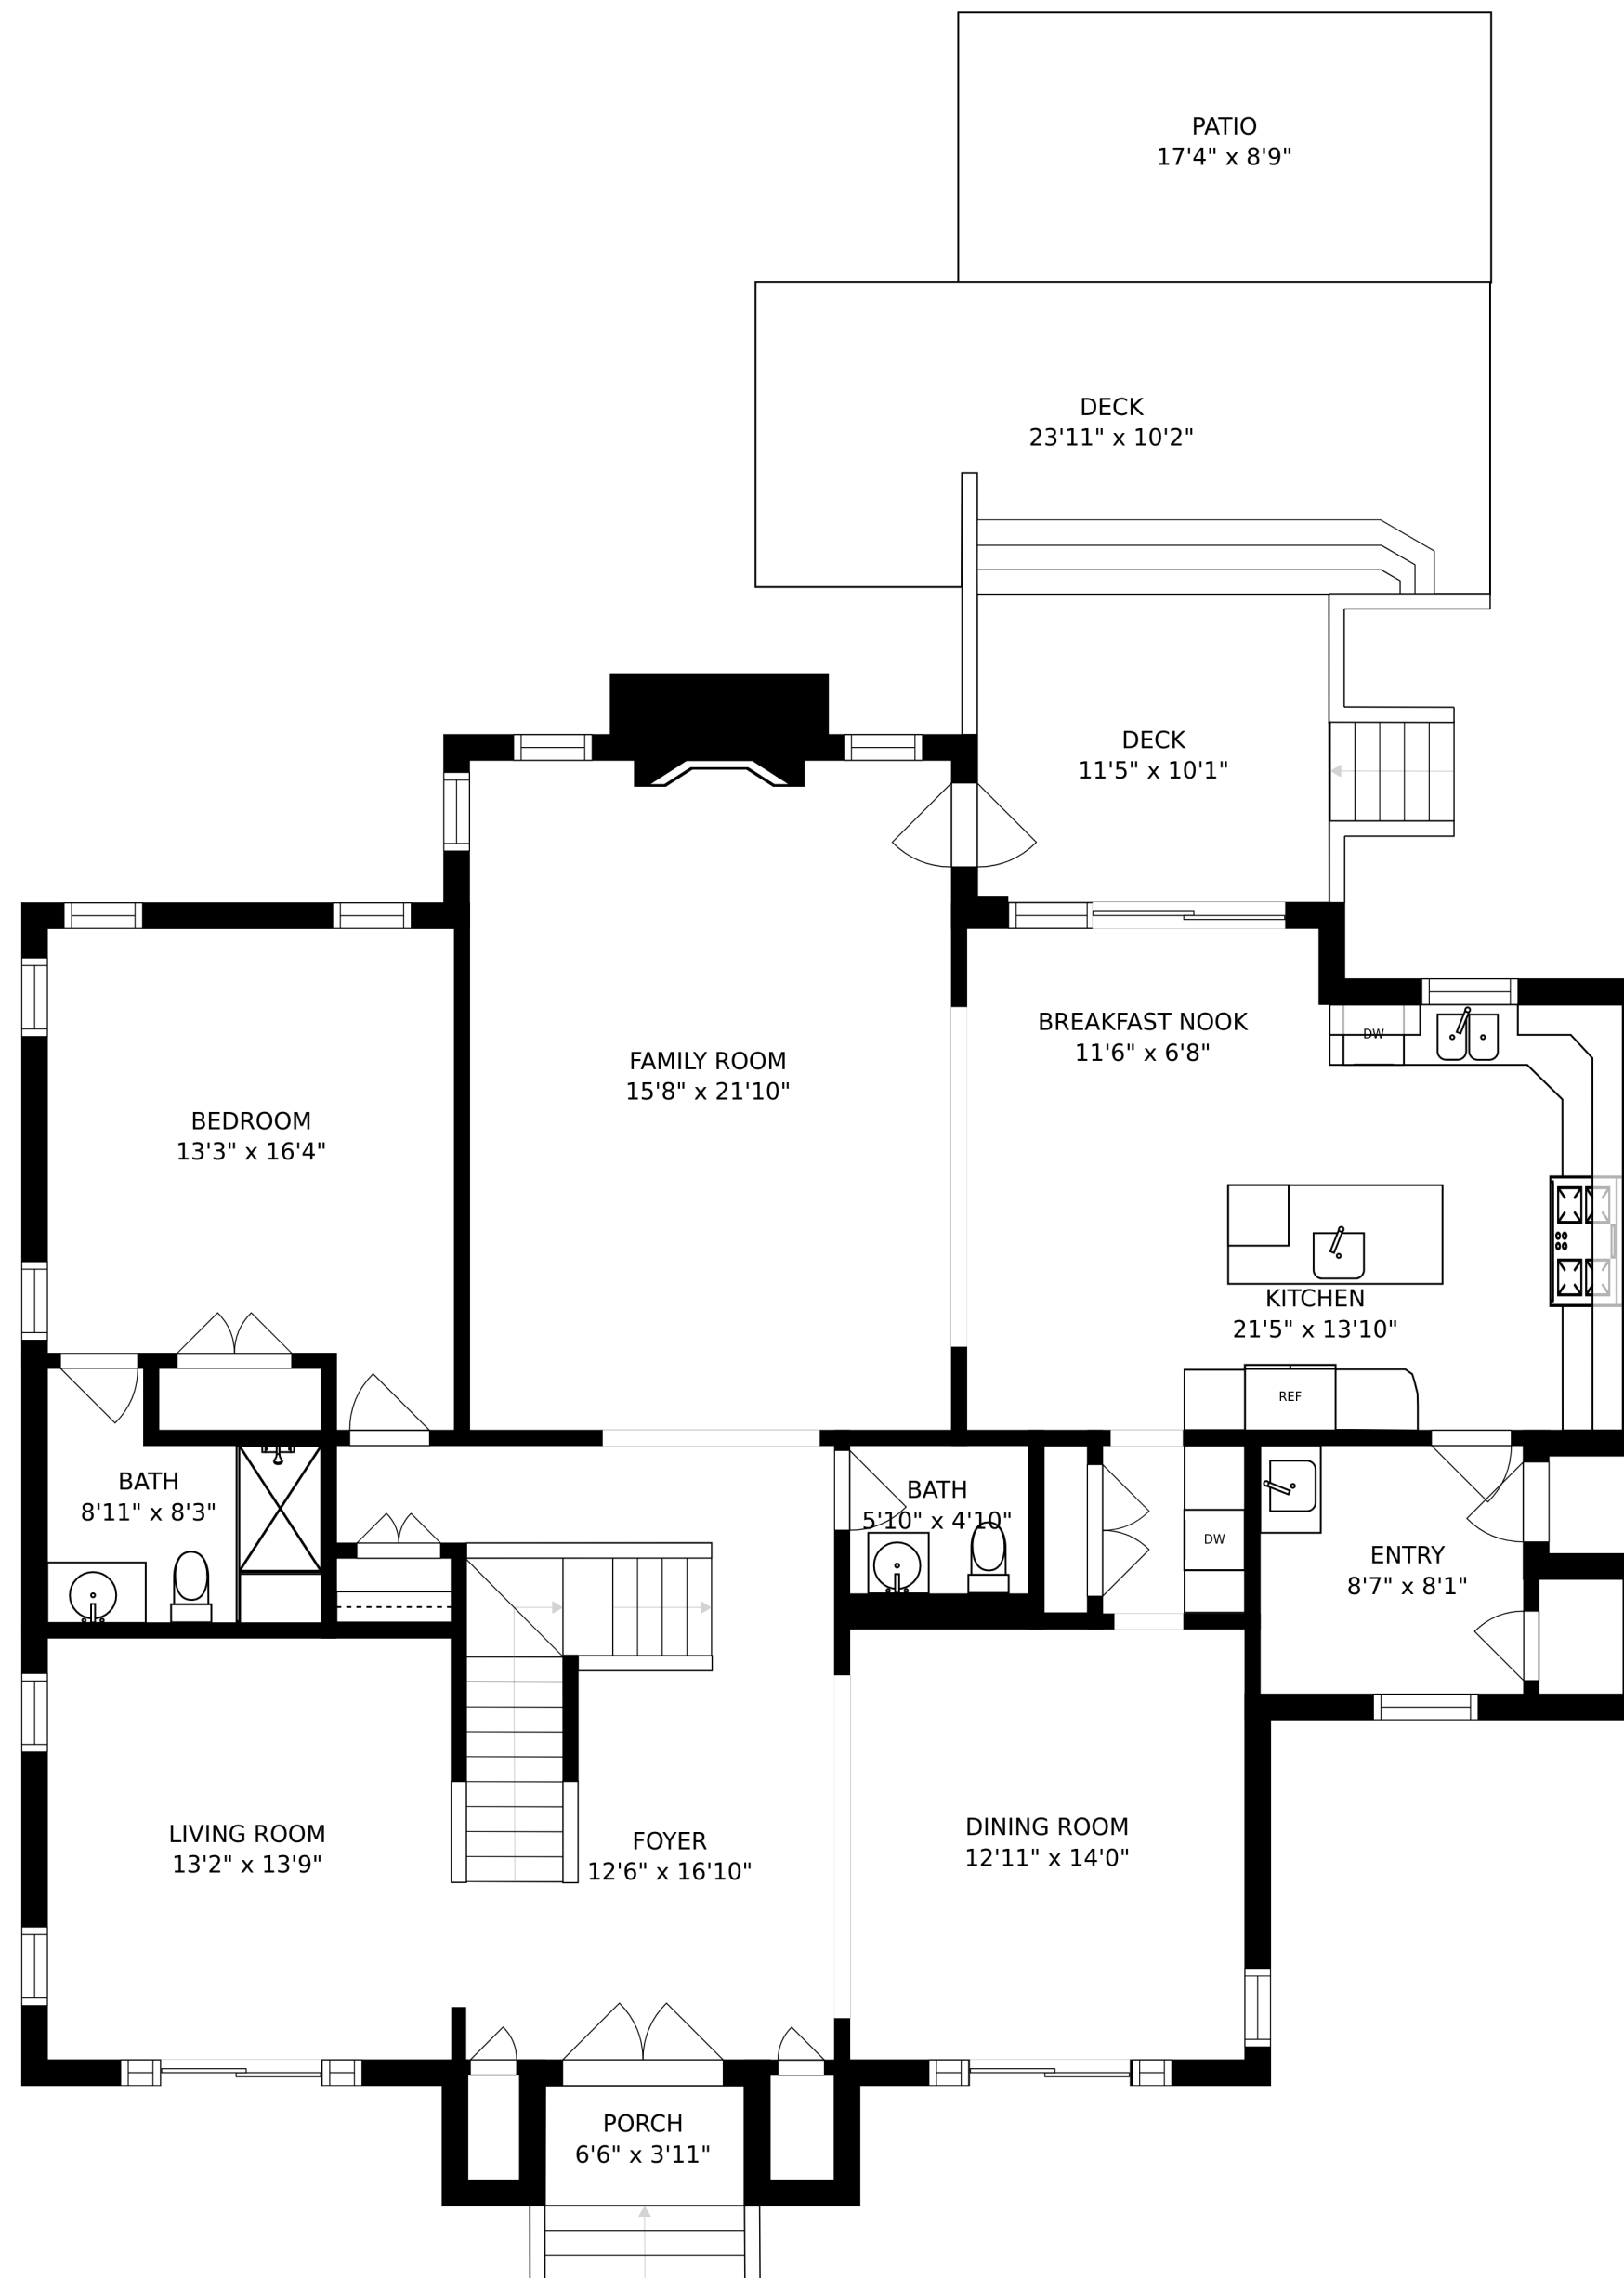 PATIO
17'4" x 8'9"
DECK
23'11" x 10'2"
DECK
11'5" x 10'1"
BREAKFAST NOOK
11'6" x 6'8"
DW
FAMILY ROOM
15'8" x 21'10"
BEDROOM
13'3" x 16'4"
KITCHEN
21'5" x 13'10"
REF
BATH
8'11" x 8'3"
BATH
5'10" x 4'10"
DW
ENTRY
8'7" x 8'1"
LIVING ROOM
13'2" x 13'9"
FOYER
12'6" x 16'10"
DINING ROOM
12'11" x 14'0"
PORCH
6'6" x 3'11"